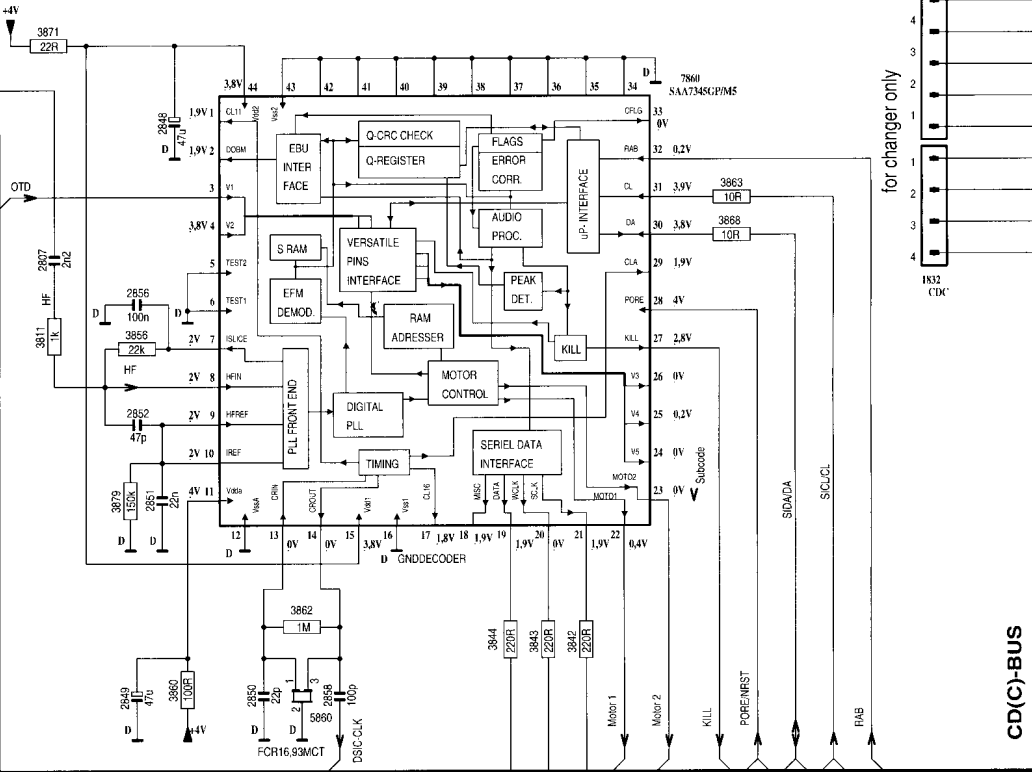 +4V
3871
22R
3,8V 44 43 42 41 40 39 38 37 36 35 34
D
7860
SAA7345GP/M5
2848
47u
D
1,9V 1 CL11
Vdd2
Vss2
CFLG 33
0V
1,9V 2 DOBM
RAB 32 0,2V
OTD
3 V1
CL 31 3,9V
3863
10R
3,8V 4 V2
DA 30 3,8V
3868
10R
5 TEST2
CLA 29 1,9V
6 TEST1
PORE 28 4V
2V 7 ISLICE
KILL 27 2,8V
2V 8 HFIN
V3 26 0V
2V 9 HFREF
V4 25 0,2V
2V 10 IREF
V5 24 0V
4V 11 Vdda
MOTO2
23 0V
Subcode
EBU
INTER
FACE
Q-CRC CHECK
Q-REGISTER
FLAGS
ERROR
CORR.
AUDIO
PROC.
uP- INTERFACE
S RAM
EFM
DEMOD.
VERSATILE
PINS
INTERFACE
PEAK
DET.
RAM
ADRESSER
KILL
MOTOR
CONTROL
PLL FRONT END
DIGITAL
PLL
TIMING
SERIEL DATA
INTERFACE
VssA
CRIN
CROUT
Vdd1
Vss1
CL16
MISC
DATA
WCLK
SCLK
MOTO1
12 13 14 15 16 17 18 19 20 21 22
D
0V
0V
3,8V
D
1,8V
1,9V
1,9V
0V
1,9V
0,4V
GNDDECODER
2807
2n2
HF
3811
1k
2856
100n
D
D
3856
22k
HF
2852
47p
3879
150k
D
2851
22n
D
2849
47u
D
3860
100R
+4V
3862
1M
2850
22p
D
1
2
3
D
5860
FCR16,93MCT
2858
100p
DSIC-CLK
3844
220R
3843
220R
3842
220R
Motor 1
Motor 2
KILL
PORE/NRST
SIDA/DA
SICL/CL
RAB
for changer only
4
3
2
1
1
2
3
4
1832
CDC
CD(C)-BUS